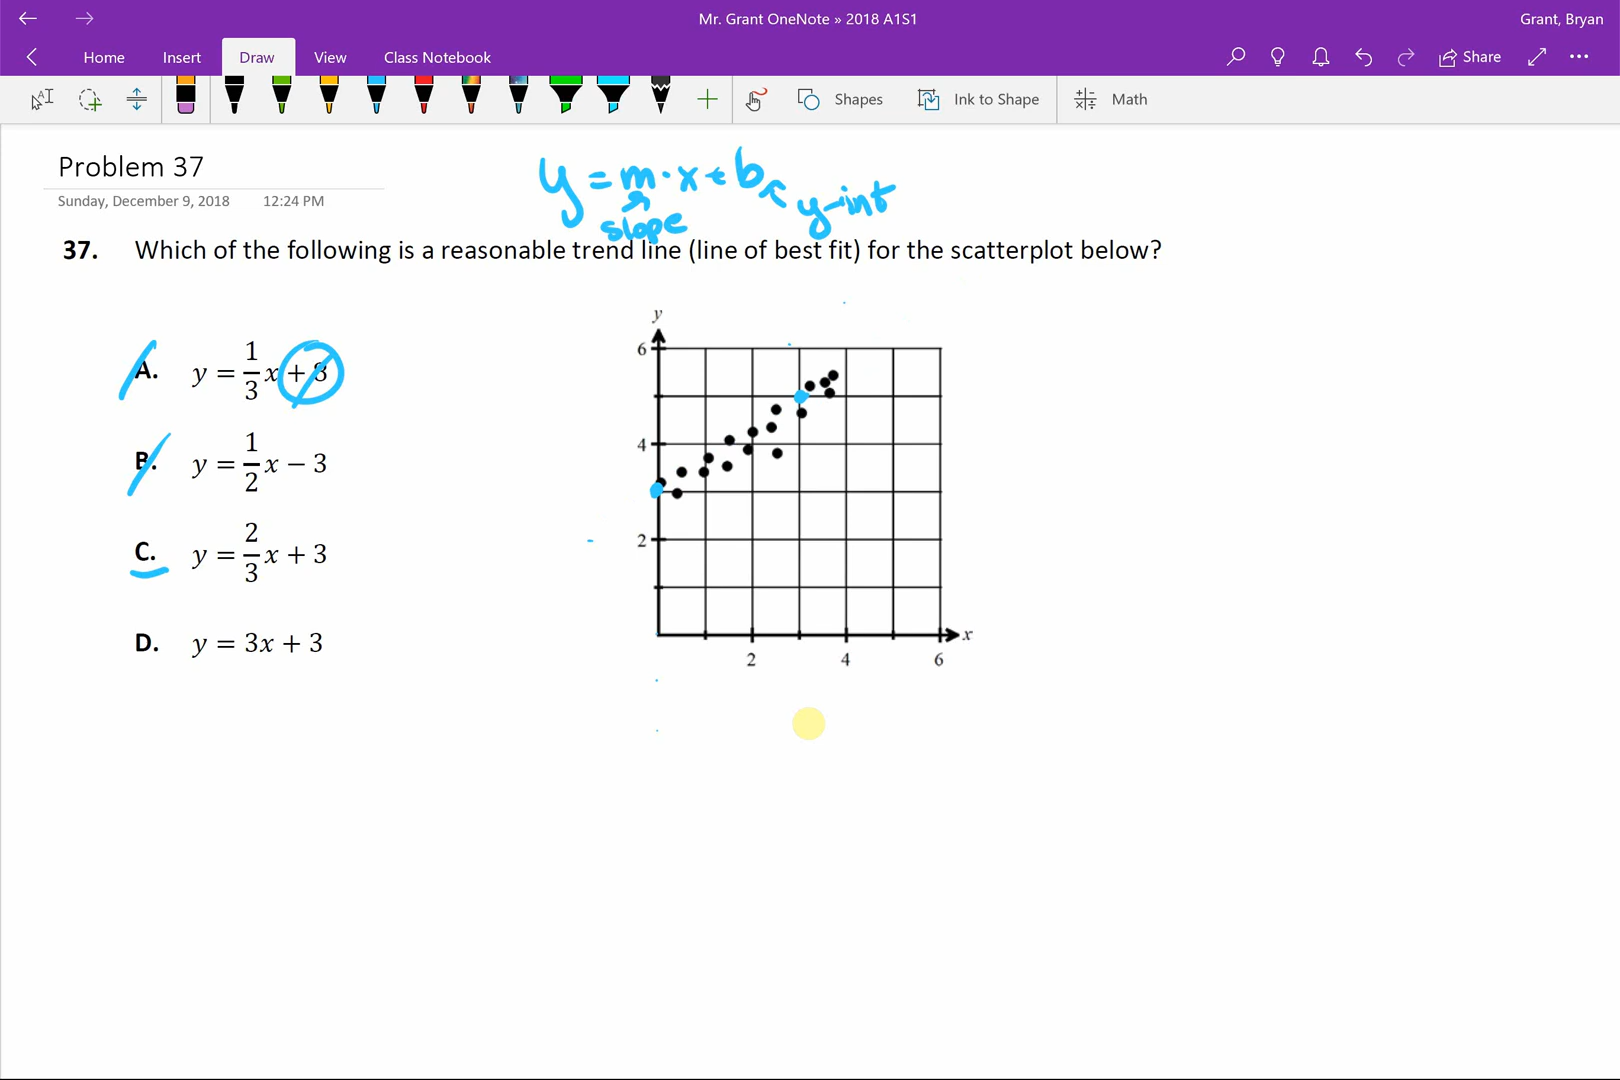 Mr. Grant OneNote » 2018 A1S1
Grant, Bryan
Home Insert Draw View Class Notebook
Share
Shapes Ink to Shape Math
Problem 37
Sunday, December 9, 2018 12:24 PM
y = m · x + b
slope
y-int
37. Which of the following is a reasonable trend line (line of best fit) for the scatterplot below?
A. y = 1/3 x + 3
B. y = 1/2 x − 3
C. y = 2/3 x + 3
D. y = 3x + 3
y
6
4
2
x
2 4 6